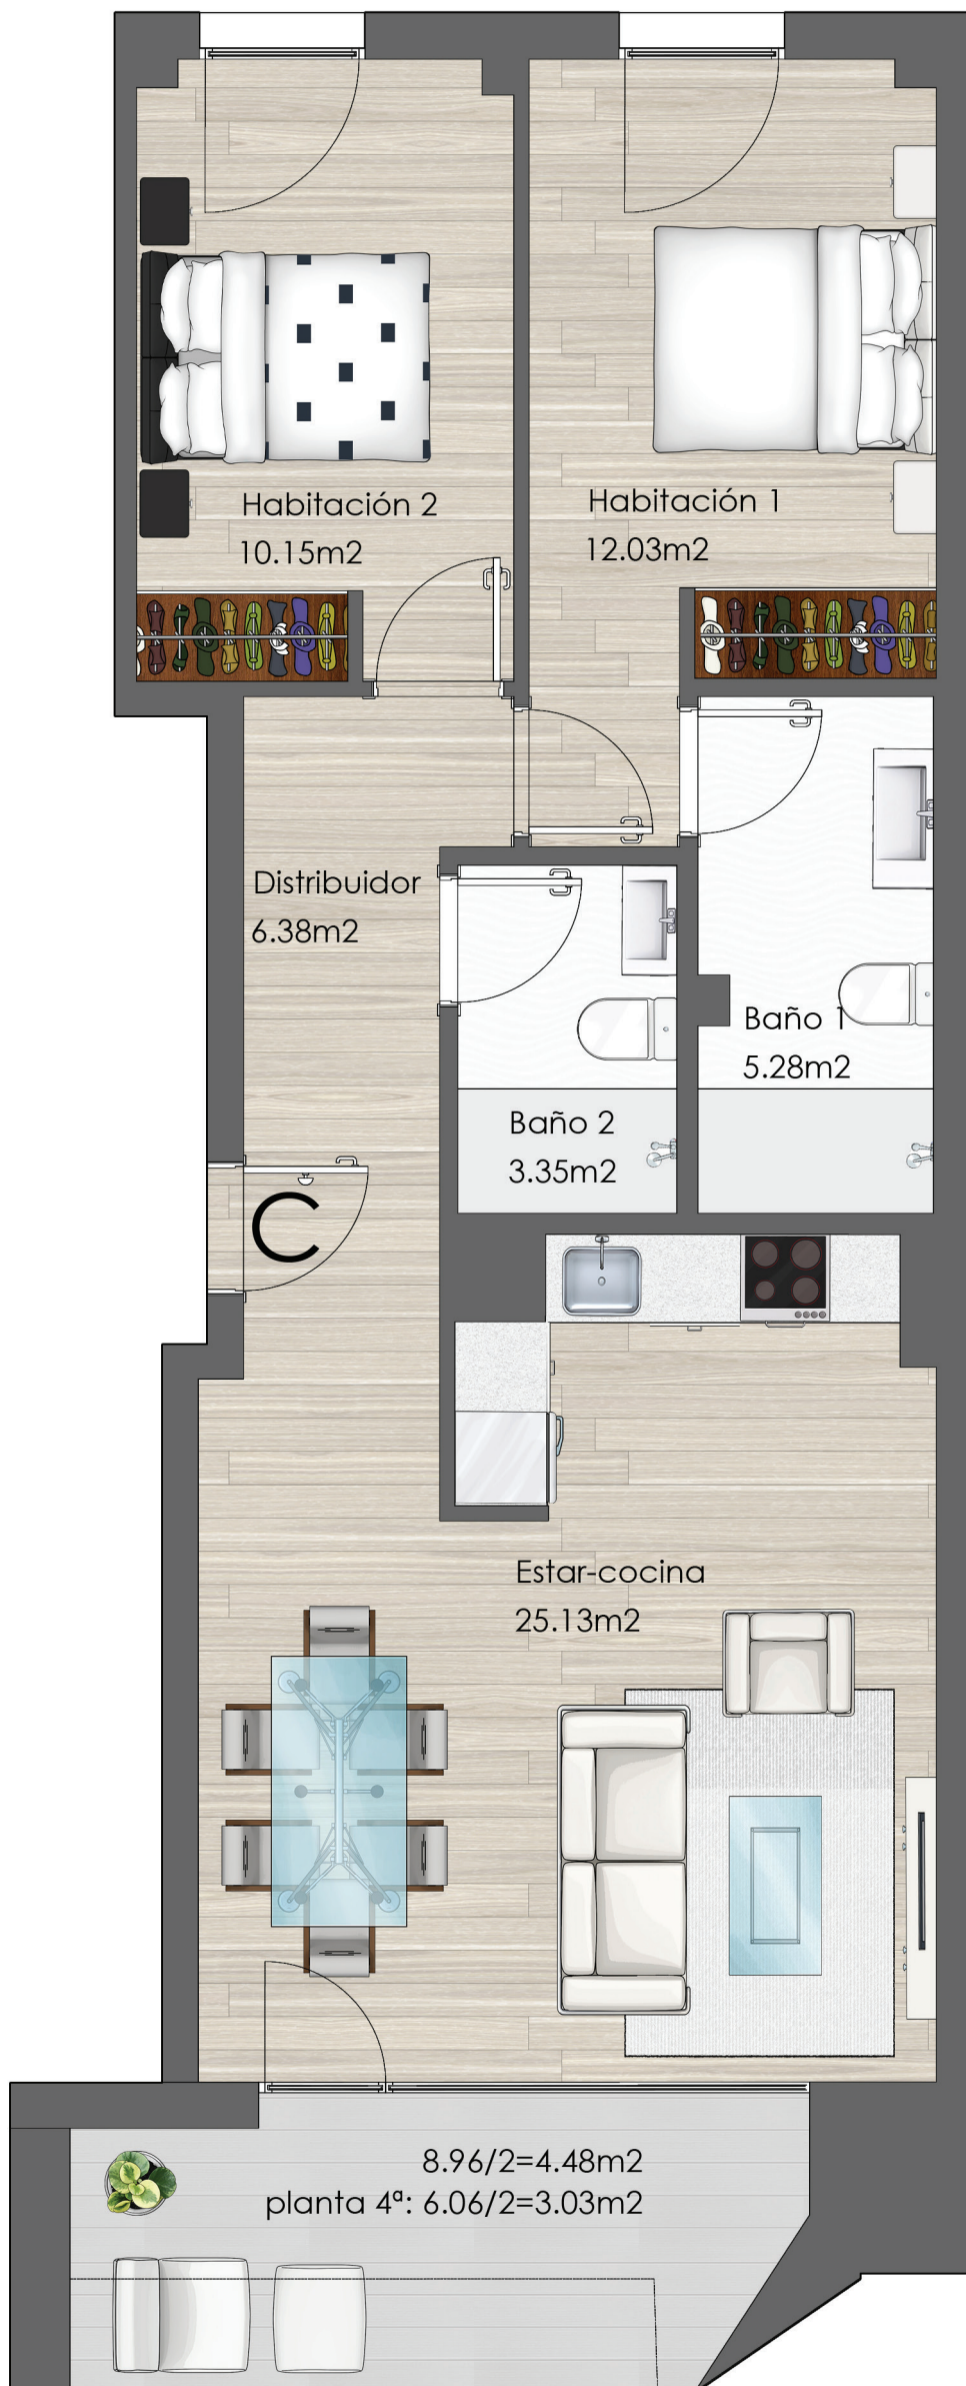 Habitación 2
10.15m2
Habitación 1
12.03m2
Distribuidor
6.38m2
Baño 1
5.28m2
Baño 2
3.35m2
C
Estar-cocina
25.13m2
8.96/2=4.48m2
planta 4ª: 6.06/2=3.03m2